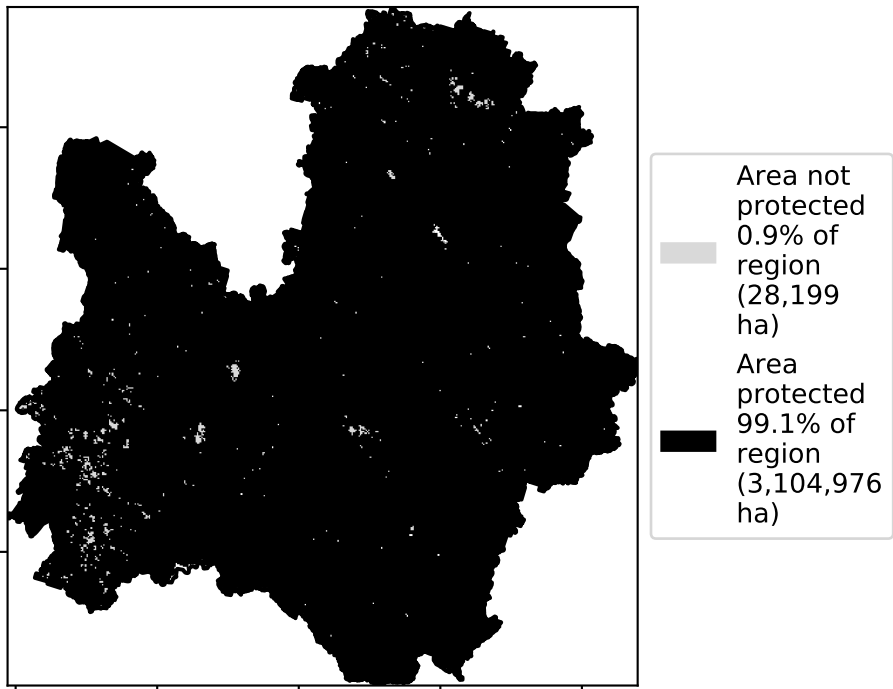 Area not
protected
0.9% of
region
(28,199
ha)
Area
protected
99.1% of
region
(3,104,976
ha)